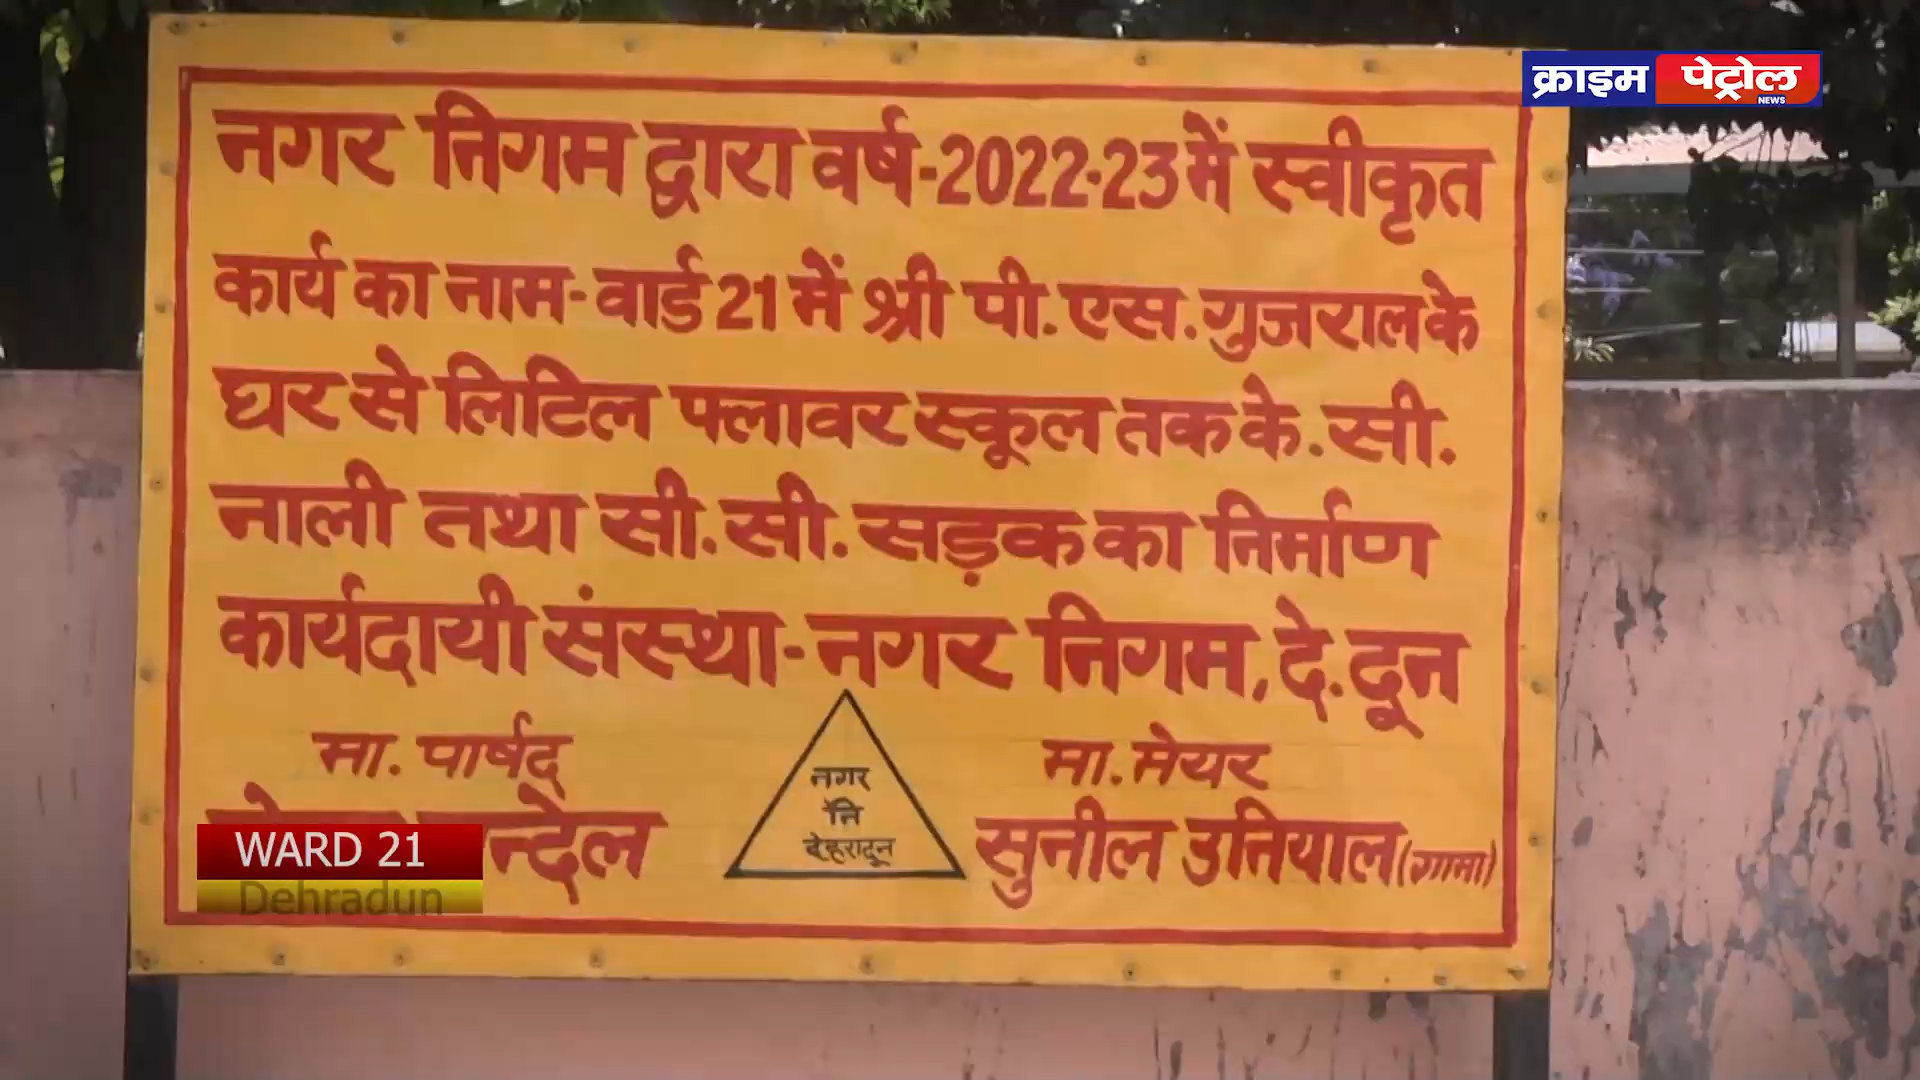 क्राइम पेट्रोल
NEWS
नगर निगम द्वारा वर्ष-2022-23 में स्वीकृत
कार्य का नाम-वार्ड 21 में श्री पी.एस.गुजराल के
घर से लिटिल फ्लावर स्कूल तक के.सी.
नाली तथा सी.सी.सड़क का निर्माण
कार्यदायी संस्था-नगर निगम, दे.दून
मा. पार्षद
मा. मेयर
सुनील उनियाल (गामा)
नगर
नि
देहरादून
WARD 21
Dehradun